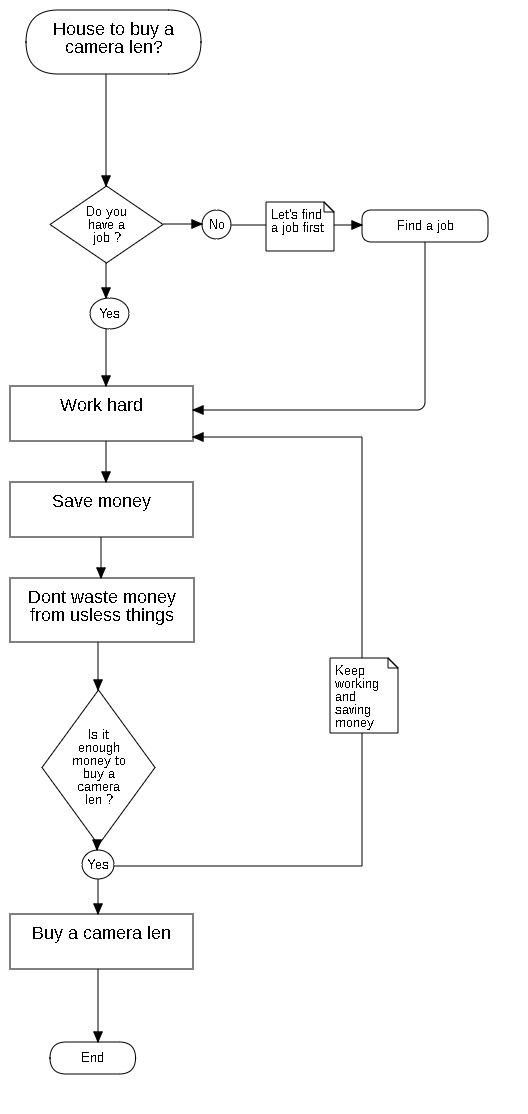 House to buy a
camera len?
Do you
have a
job ?
No
Let's find
a job first
Find a job
Yes
Work hard
Save money
Dont waste money
from usless things
Keep
working
and
saving
money
Is it
enough
money to
buy a
camera
len ?
Yes
Buy a camera len
End